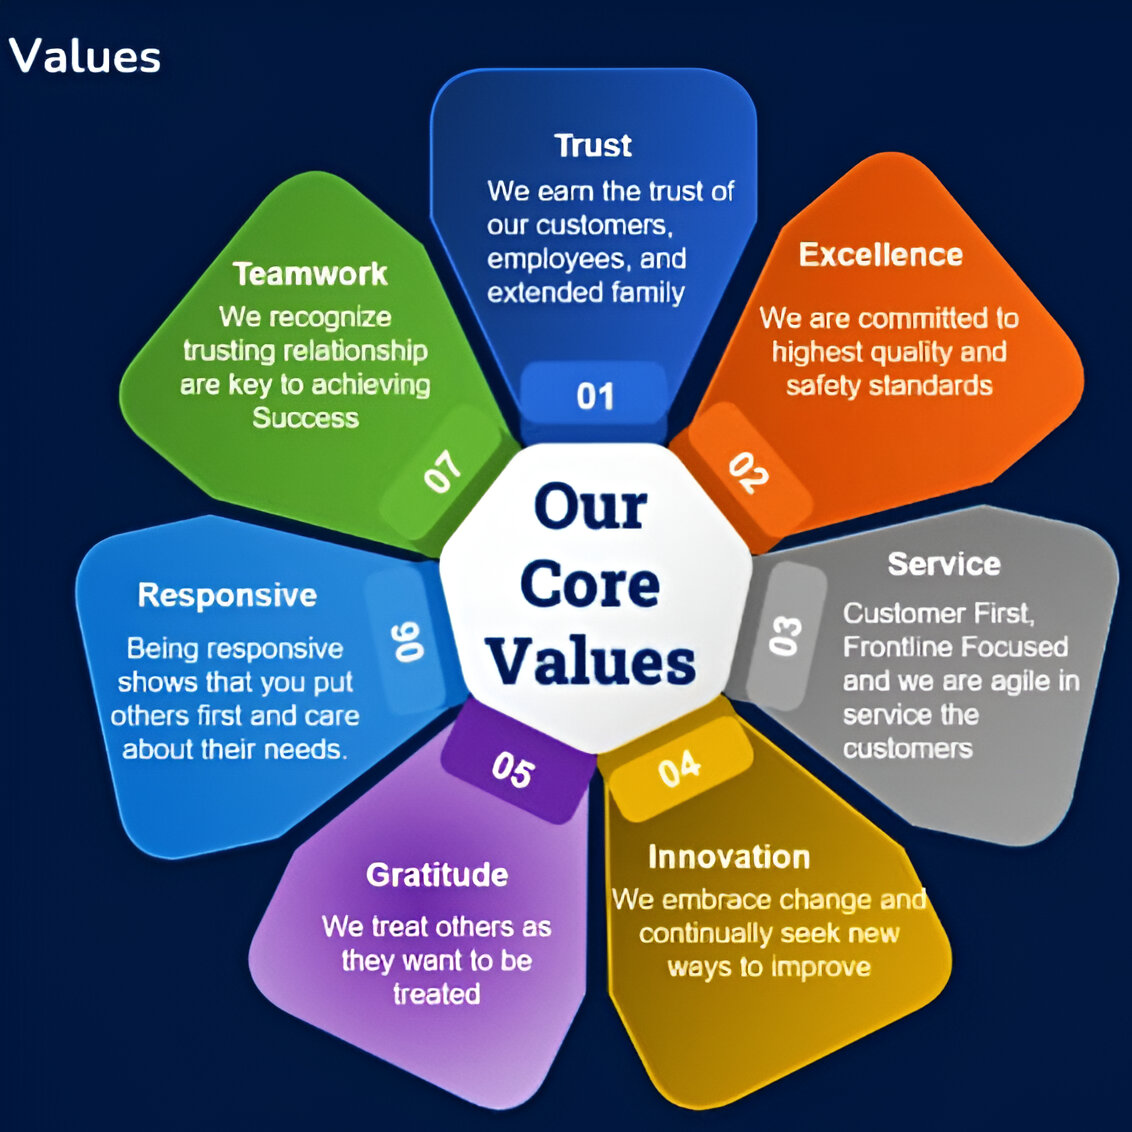 Values
Trust
We earn the trust of
our customers,
employees, and
extended family
01
Excellence
We are committed to
highest quality and
safety standards
02
Service
Customer First,
Frontline Focused
and we are agile in
service the
customers
03
Innovation
We embrace change and
continually seek new
ways to improve
04
Gratitude
We treat others as
they want to be
treated
05
Responsive
Being responsive
shows that you put
others first and care
about their needs.
06
Teamwork
We recognize
trusting relationship
are key to achieving
Success
07
Our
Core
Values